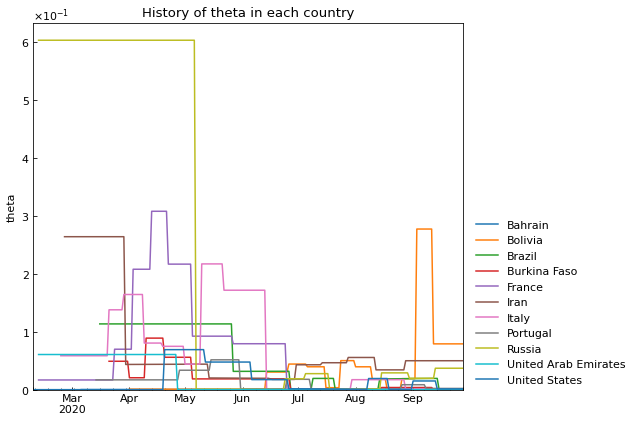 History of theta in each country
×10⁻¹
6
5
4
3
2
1
0
theta
Mar Apr May Jun Jul Aug Sep
2020
Bahrain
Bolivia
Brazil
Burkina Faso
France
Iran
Italy
Portugal
Russia
United Arab Emirates
United States